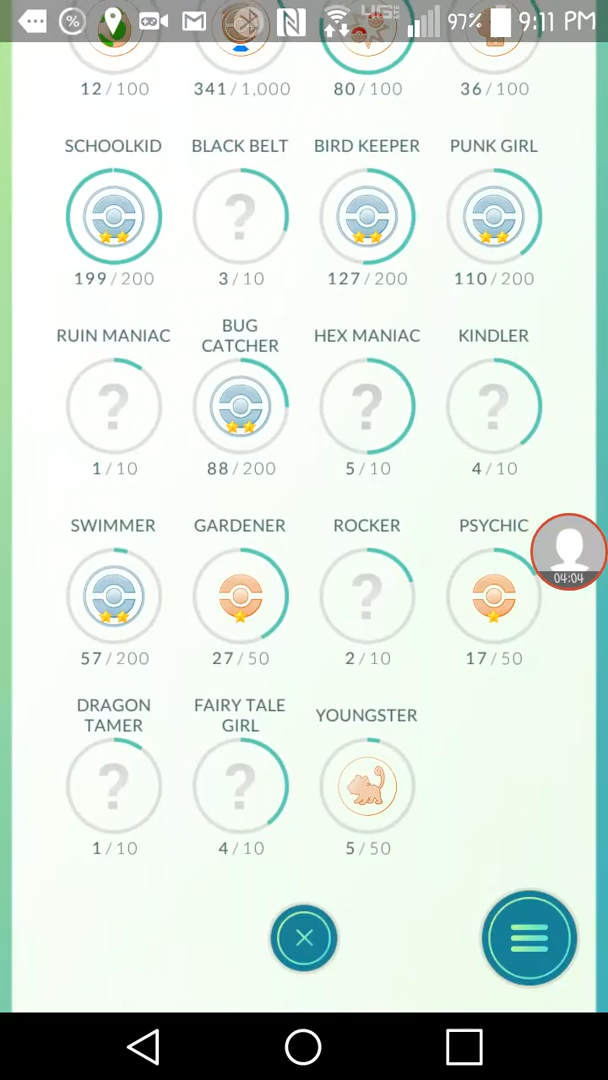 97% 9:11 PM
12/100 341/1,000 80/100 36/100
SCHOOLKID BLACK BELT BIRD KEEPER PUNK GIRL
? 
199/200 3/10 127/200 110/200
RUIN MANIAC BUG CATCHER HEX MANIAC KINDLER
? ? ?
1/10 88/200 5/10 4/10
SWIMMER GARDENER ROCKER PSYCHIC
?
04:04
57/200 27/50 2/10 17/50
DRAGON TAMER FAIRY TALE GIRL YOUNGSTER
? ?
1/10 4/10 5/50